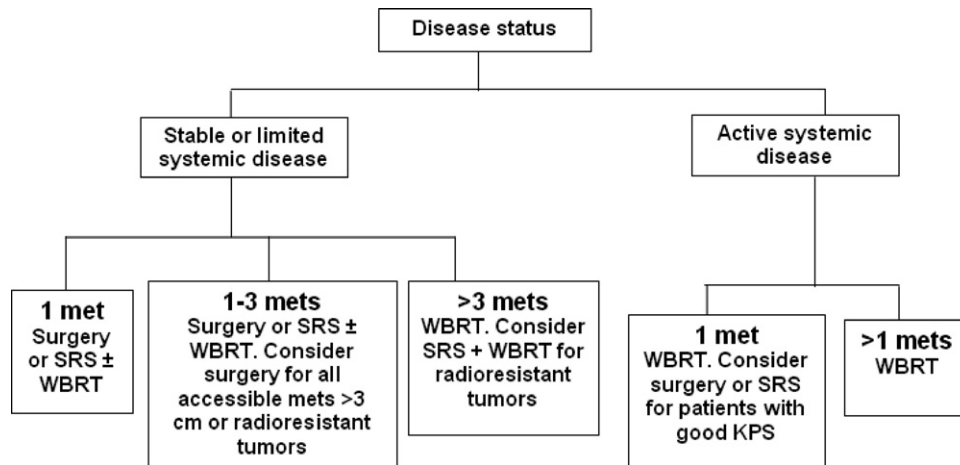 Disease status
Stable or limited
systemic disease
Active systemic
disease
1 met
Surgery
or SRS ±
WBRT
1-3 mets
Surgery or SRS ±
WBRT. Consider
surgery for all
accessible mets >3
cm or radioresistant
tumors
>3 mets
WBRT. Consider
SRS + WBRT for
radioresistant
tumors
1 met
WBRT. Consider
surgery or SRS
for patients with
good KPS
>1 mets
WBRT